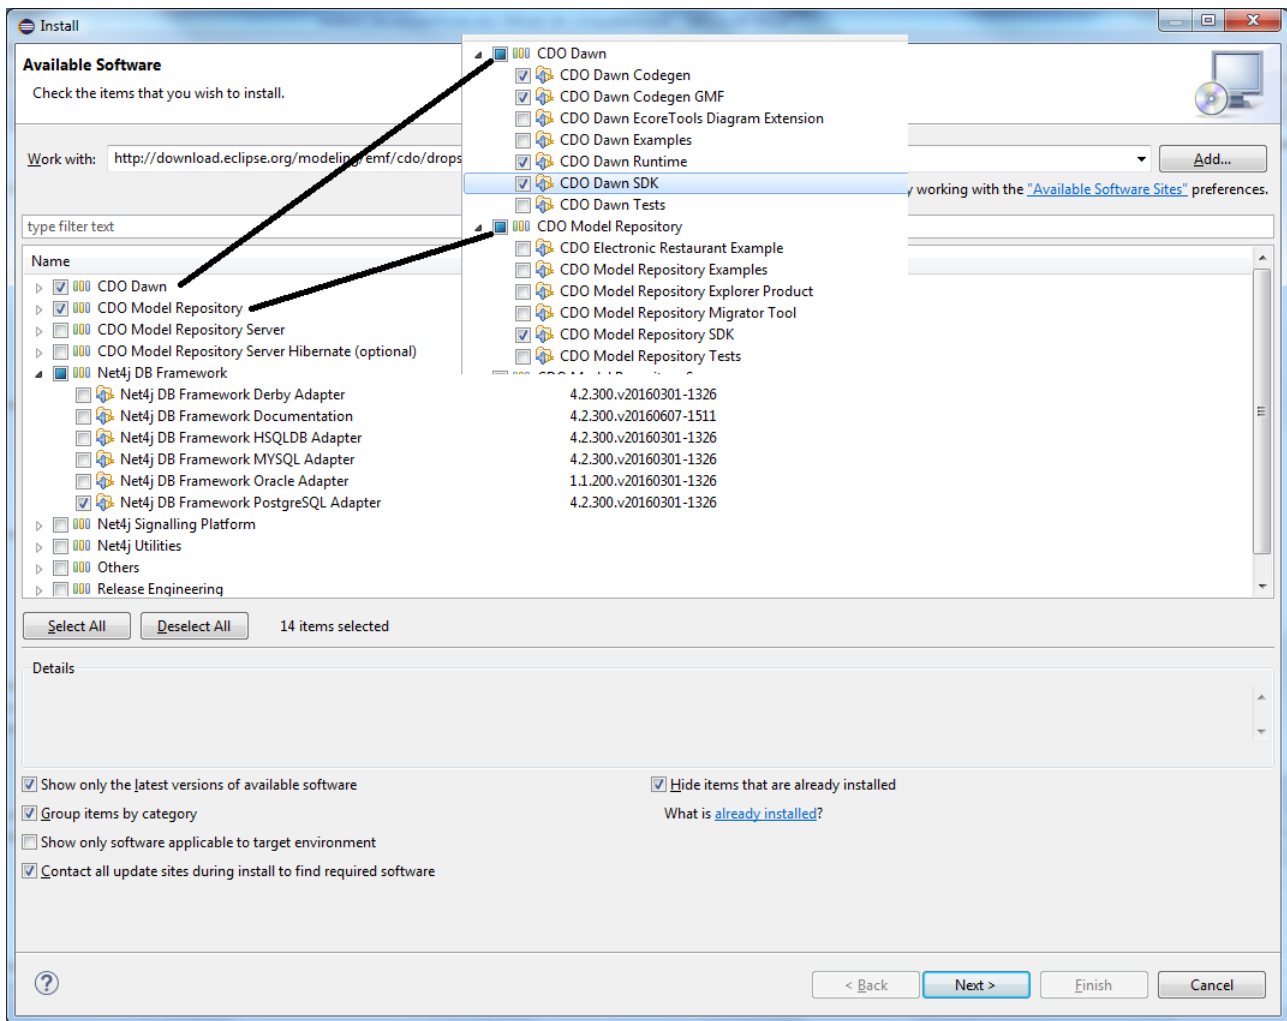 Install
Available Software
Check the items that you wish to install.
Work with: http://download.eclipse.org/modeling/emf/cdo/drops
Add...
working with the "Available Software Sites" preferences.
type filter text
Name
CDO Dawn
CDO Model Repository
CDO Model Repository Server
CDO Model Repository Server Hibernate (optional)
Net4j DB Framework
Net4j DB Framework Derby Adapter 4.2.300.v20160301-1326
Net4j DB Framework Documentation 4.2.300.v20160607-1511
Net4j DB Framework HSQLDB Adapter 4.2.300.v20160301-1326
Net4j DB Framework MYSQL Adapter 4.2.300.v20160301-1326
Net4j DB Framework Oracle Adapter 1.1.200.v20160301-1326
Net4j DB Framework PostgreSQL Adapter 4.2.300.v20160301-1326
Net4j Signalling Platform
Net4j Utilities
Others
Release Engineering
CDO Dawn
CDO Dawn Codegen
CDO Dawn Codegen GMF
CDO Dawn EcoreTools Diagram Extension
CDO Dawn Examples
CDO Dawn Runtime
CDO Dawn SDK
CDO Dawn Tests
CDO Model Repository
CDO Electronic Restaurant Example
CDO Model Repository Examples
CDO Model Repository Explorer Product
CDO Model Repository Migrator Tool
CDO Model Repository SDK
CDO Model Repository Tests
Select All Deselect All 14 items selected
Details
Show only the latest versions of available software
Hide items that are already installed
Group items by category
What is already installed?
Show only software applicable to target environment
Contact all update sites during install to find required software
< Back Next > Finish Cancel